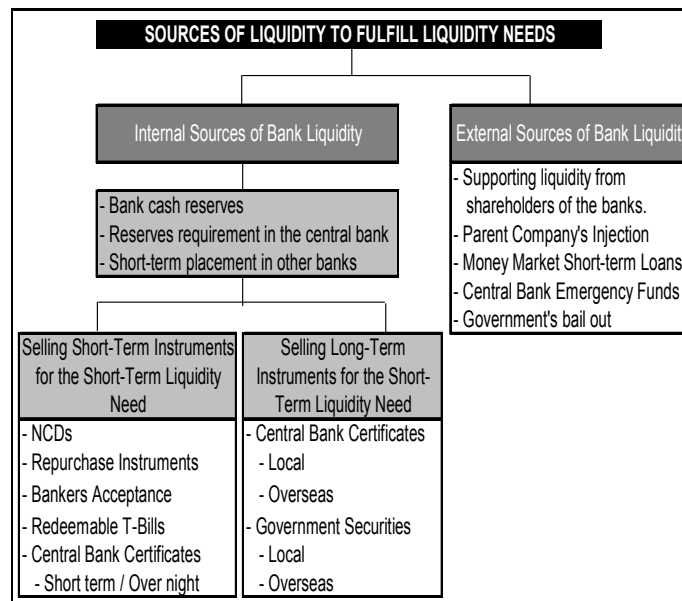 SOURCES OF LIQUIDITY TO FULFILL LIQUIDITY NEEDS
Internal Sources of Bank Liquidity
- Bank cash reserves
- Reserves requirement in the central bank
- Short-term placement in other banks
Selling Short-Term Instruments
for the Short-Term Liquidity
Need
- NCDs
- Repurchase Instruments
- Bankers Acceptance
- Redeemable T-Bills
- Central Bank Certificates
- Short term / Over night
Selling Long-Term
Instruments for the Short-
Term Liquidity Need
- Central Bank Certificates
- Local
- Overseas
- Government Securities
- Local
- Overseas
External Sources of Bank Liquidit
- Supporting liquidity from
shareholders of the banks.
- Parent Company's Injection
- Money Market Short-term Loans
- Central Bank Emergency Funds
- Government's bail out